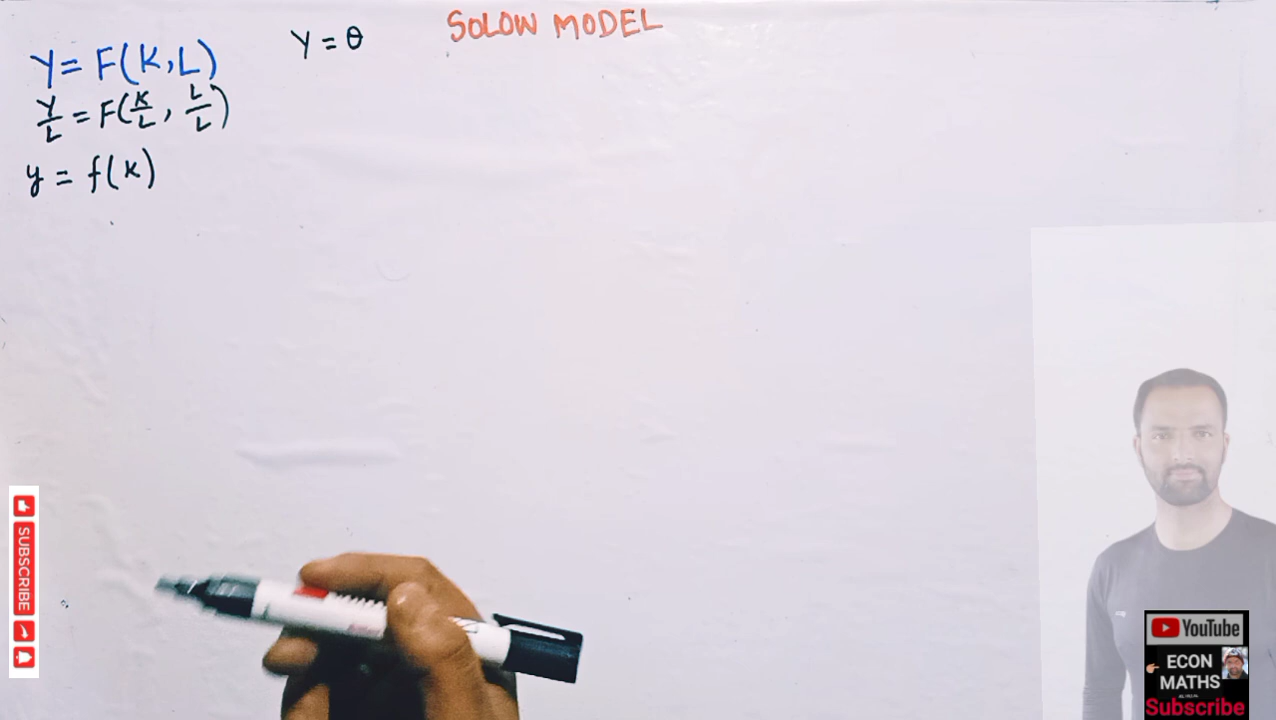 SOLOW MODEL
Y = F(K, L)
Y/L = F(K/L, L/L)
y = f(k)
Y = θ
SUBSCRIBE
YouTube
ECON
MATHS
Subscribe